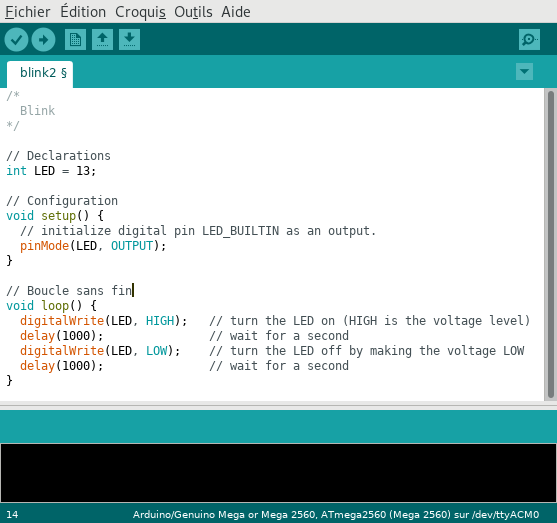 Fichier Édition Croquis Outils Aide
blink2 §
/*
  Blink
*/
// Declarations
int LED = 13;
// Configuration
void setup() {
  // initialize digital pin LED_BUILTIN as an output.
  pinMode(LED, OUTPUT);
}
// Boucle sans fin
void loop() {
  digitalWrite(LED, HIGH);   // turn the LED on (HIGH is the voltage level)
  delay(1000);               // wait for a second
  digitalWrite(LED, LOW);    // turn the LED off by making the voltage LOW
  delay(1000);               // wait for a second
}
14 Arduino/Genuino Mega or Mega 2560, ATmega2560 (Mega 2560) sur /dev/ttyACM0